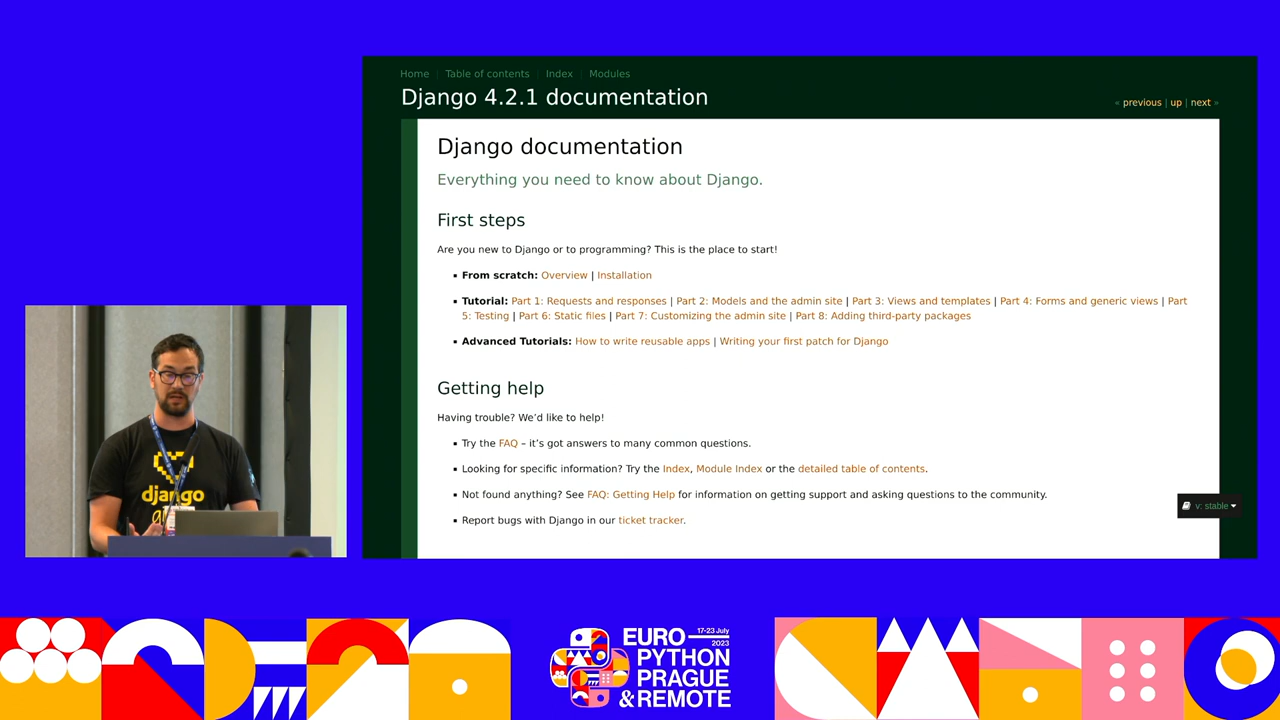 Home | Table of contents | Index | Modules
Django 4.2.1 documentation
« previous | up | next »
Django documentation
Everything you need to know about Django.
First steps
Are you new to Django or to programming? This is the place to start!
▪ From scratch: Overview | Installation
▪ Tutorial: Part 1: Requests and responses | Part 2: Models and the admin site | Part 3: Views and templates | Part 4: Forms and generic views | Part
5: Testing | Part 6: Static files | Part 7: Customizing the admin site | Part 8: Adding third-party packages
▪ Advanced Tutorials: How to write reusable apps | Writing your first patch for Django
Getting help
Having trouble? We’d like to help!
▪ Try the FAQ – it’s got answers to many common questions.
▪ Looking for specific information? Try the Index, Module Index or the detailed table of contents.
▪ Not found anything? See FAQ: Getting Help for information on getting support and asking questions to the community.
▪ Report bugs with Django in our ticket tracker.
v: stable
django
EURO
17-23 July
2023
PYTHON
PRAGUE
& REMOTE